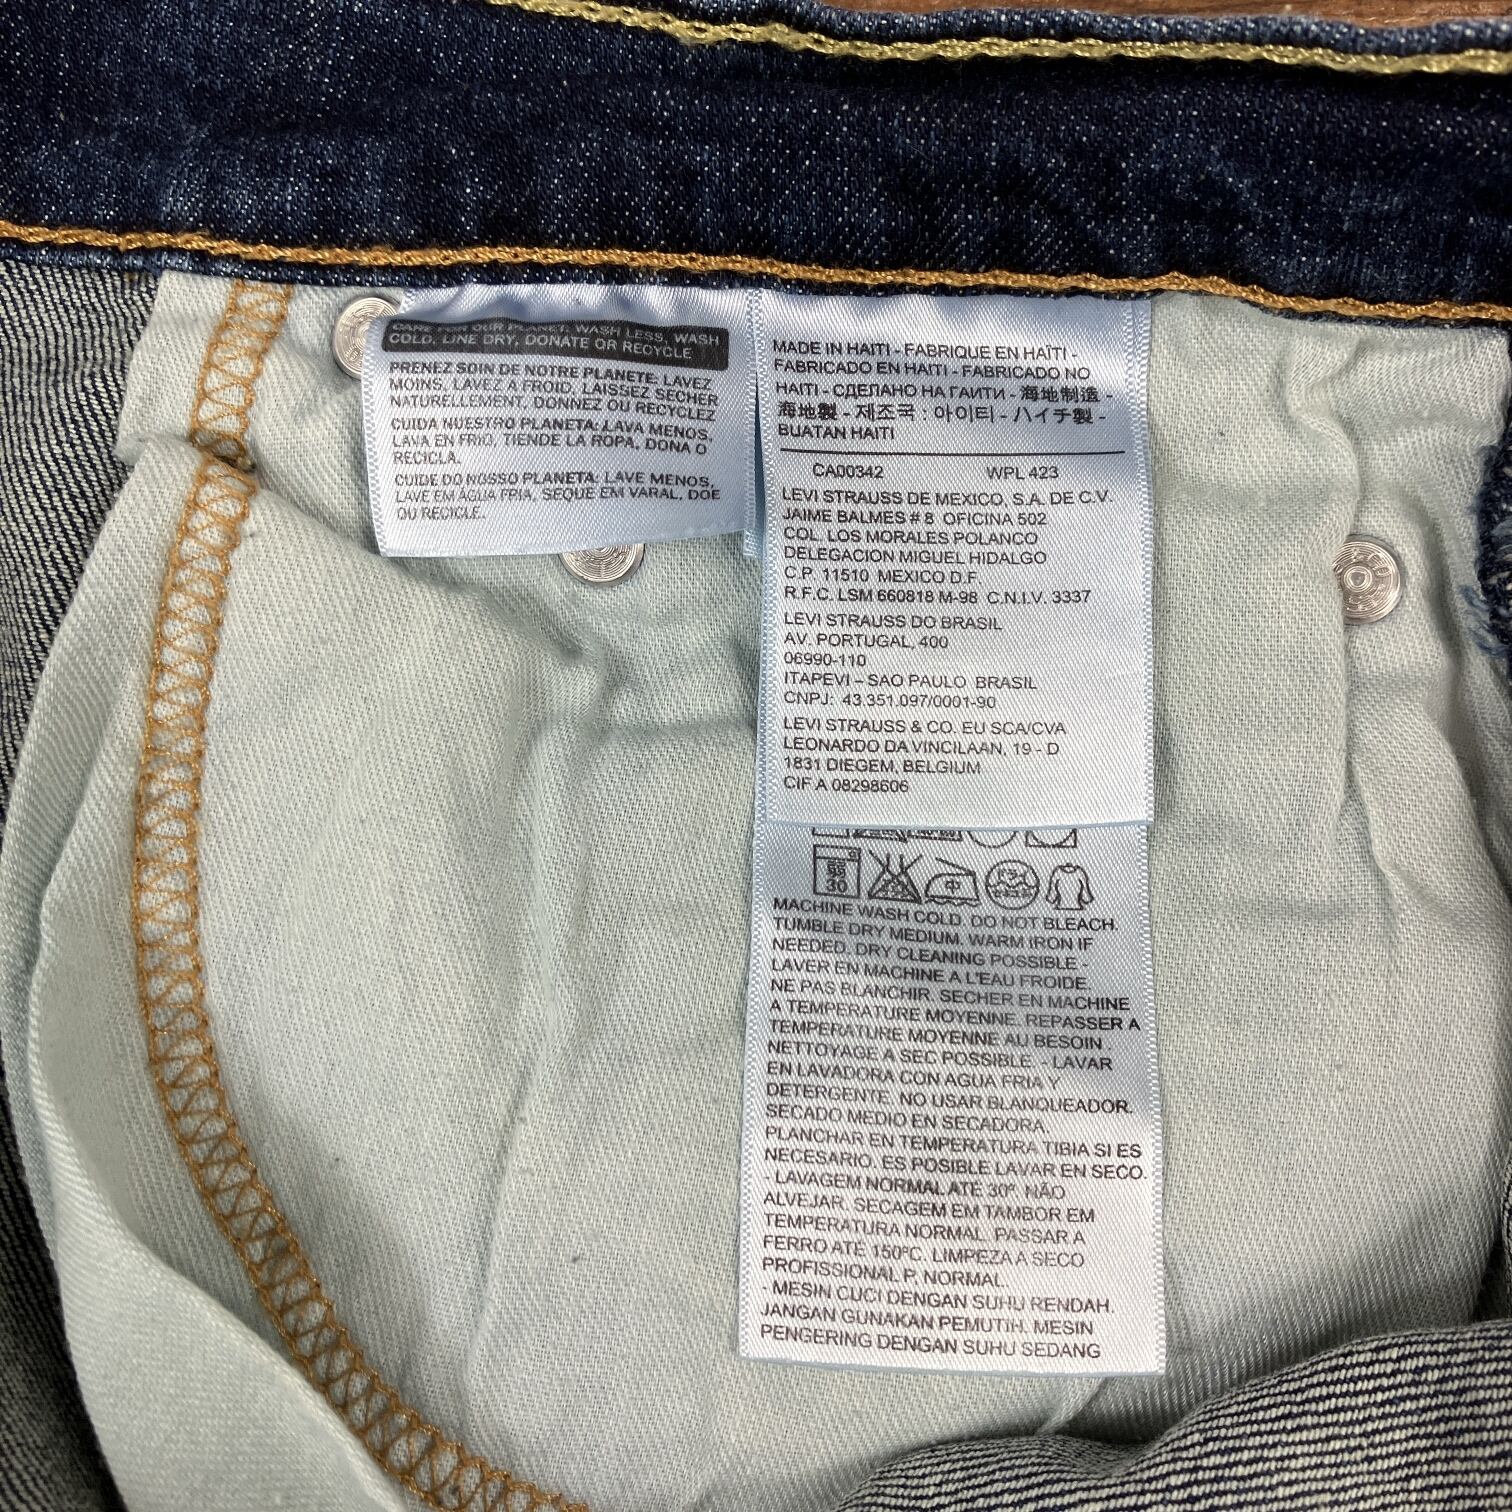 CARE FOR OUR PLANET, WASH LESS, WASH
COLD, LINE DRY, DONATE OR RECYCLE
PRENEZ SOIN DE NOTRE PLANETE: LAVEZ
MOINS, LAVEZ A FROID, LAISSEZ SECHER
NATURELLEMENT, DONNEZ OU RECYCLEZ
CUIDA NUESTRO PLANETA: LAVA MENOS,
LAVA EN FRIO, TIENDE LA ROPA, DONA O
RECICLA.
CUIDE DO NOSSO PLANETA: LAVE MENOS,
LAVE EM AGUA FRIA, SEQUE EM VARAL, DOE
OU RECICLE.
MADE IN HAITI - FABRIQUE EN HAÏTI -
FABRICADO EN HAITI - FABRICADO NO
HAITI - СДЕЛАНО НА ГАИТИ - 海地制造 -
海地製 - 제조국 : 아이티 - ハイチ製 -
BUATAN HAITI
CA00342 WPL 423
LEVI STRAUSS DE MEXICO, S.A. DE C.V.
JAIME BALMES # 8 OFICINA 502
COL. LOS MORALES POLANCO
DELEGACION MIGUEL HIDALGO
C.P. 11510 MEXICO D.F.
R.F.C. LSM 660818 M-98 C.N.I.V. 3337
LEVI STRAUSS DO BRASIL
AV. PORTUGAL, 400
06990-110
ITAPEVI – SAO PAULO BRASIL
CNPJ: 43.351.097/0001-90
LEVI STRAUSS & CO. EU SCA/CVA
LEONARDO DA VINCILAAN, 19 - D
1831 DIEGEM, BELGIUM
CIF A 08298606
30 中 ドライ
MACHINE WASH COLD. DO NOT BLEACH.
TUMBLE DRY MEDIUM. WARM IRON IF
NEEDED. DRY CLEANING POSSIBLE -
LAVER EN MACHINE A L'EAU FROIDE.
NE PAS BLANCHIR. SECHER EN MACHINE
A TEMPERATURE MOYENNE. REPASSER A
TEMPERATURE MOYENNE AU BESOIN .
NETTOYAGE A SEC POSSIBLE. - LAVAR
EN LAVADORA CON AGUA FRIA Y
DETERGENTE. NO USAR BLANQUEADOR.
SECADO MEDIO EN SECADORA.
PLANCHAR EN TEMPERATURA TIBIA SI ES
NECESARIO. ES POSIBLE LAVAR EN SECO.
- LAVAGEM NORMAL ATÉ 30º NÃO
ALVEJAR. SECAGEM EM TAMBOR EM
TEMPERATURA NORMAL. PASSAR A
FERRO ATÉ 150ºC. LIMPEZA A SECO
PROFISSIONAL P, NORMAL
- MESIN CUCI DENGAN SUHU RENDAH.
JANGAN GUNAKAN PEMUTIH. MESIN
PENGERING DENGAN SUHU SEDANG